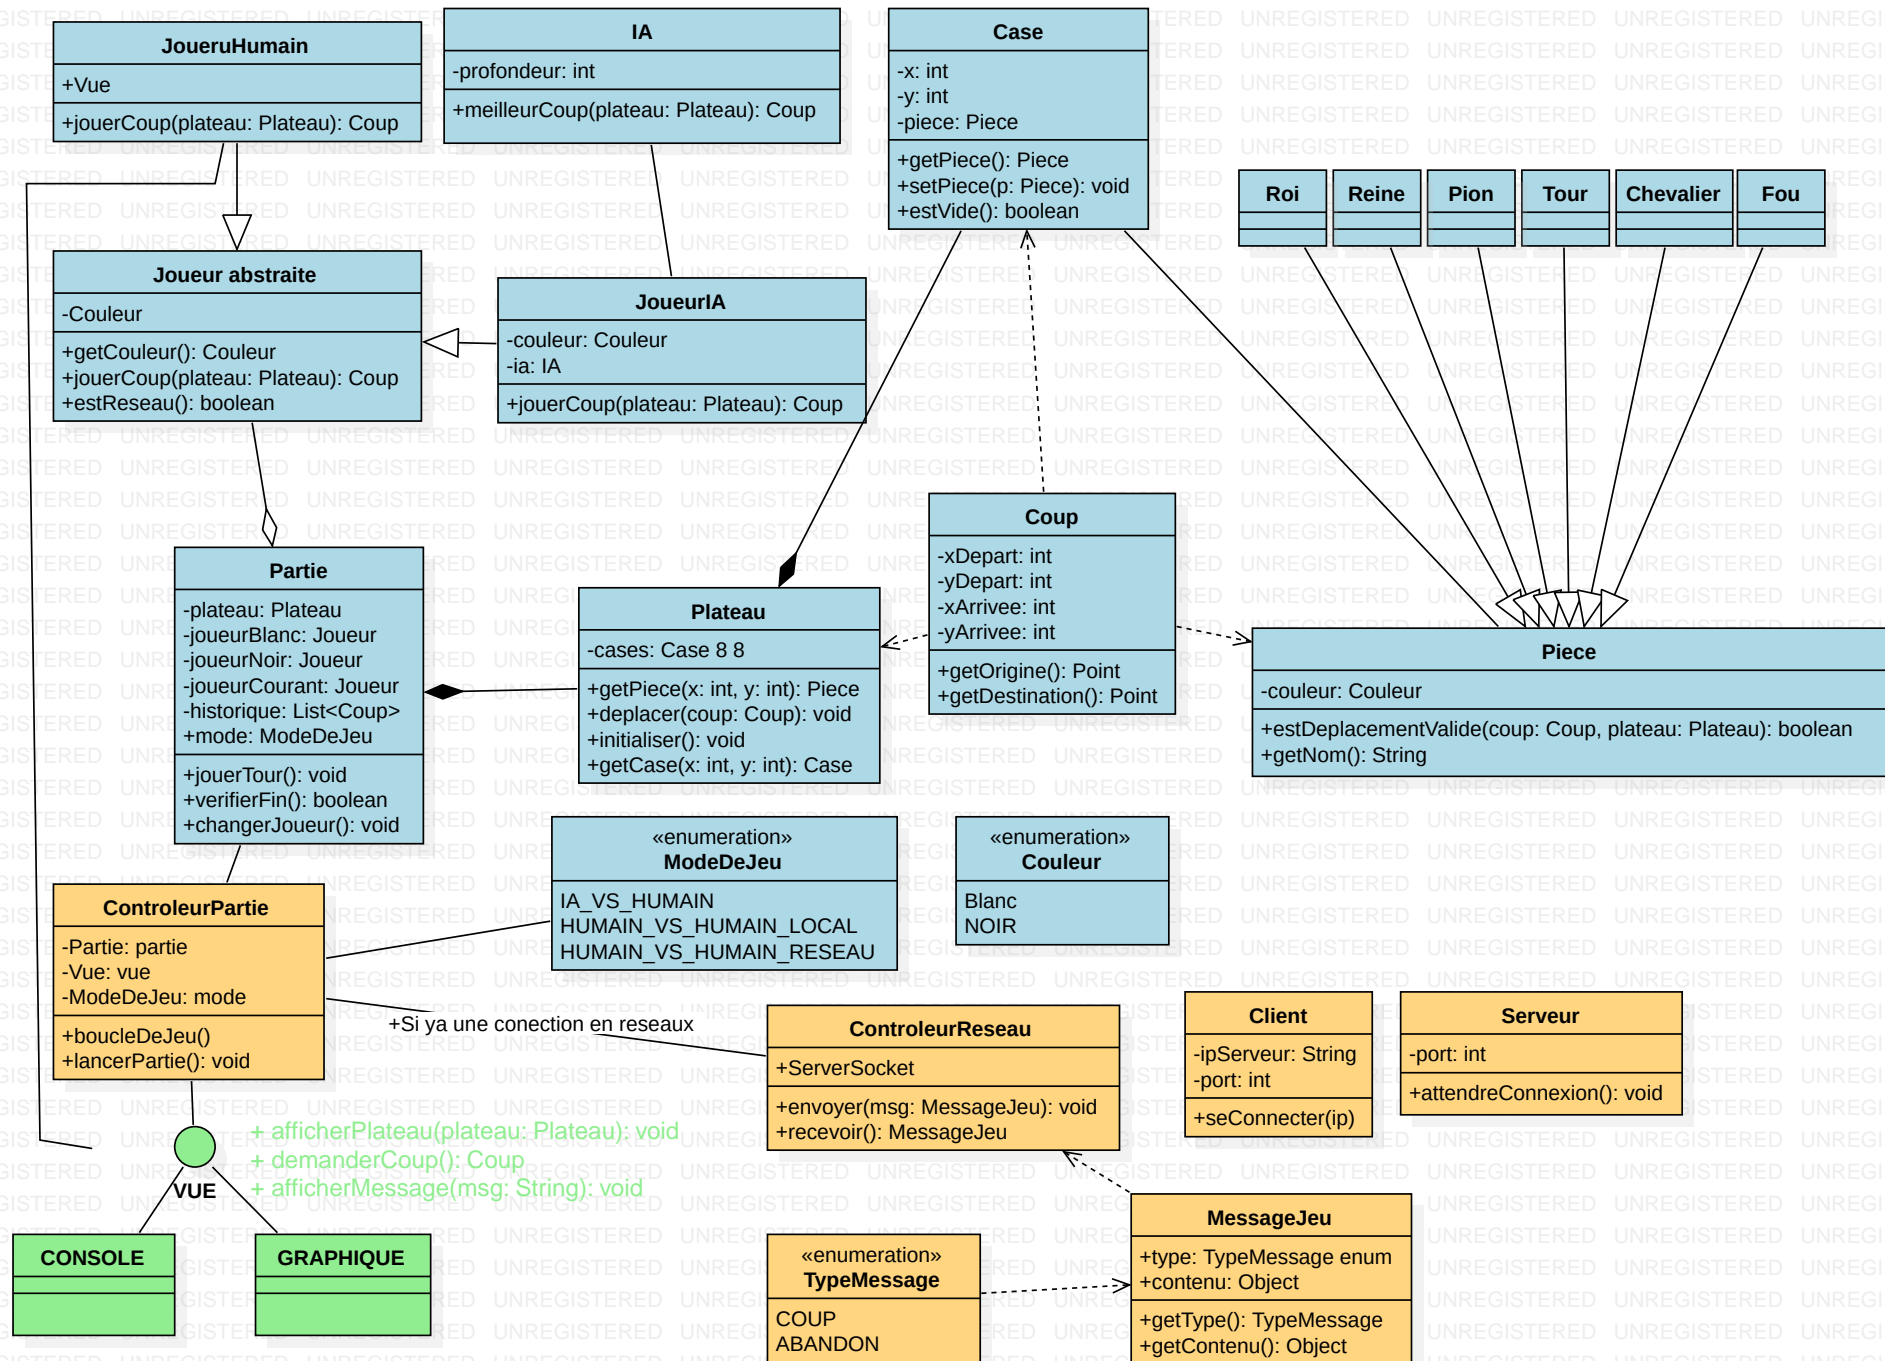 JoueruHumain
+Vue
+jouerCoup(plateau: Plateau): Coup
IA
-profondeur: int
+meilleurCoup(plateau: Plateau): Coup
Case
-x: int
-y: int
-piece: Piece
+getPiece(): Piece
+setPiece(p: Piece): void
+estVide(): boolean
Roi
Reine
Pion
Tour
Chevalier
Fou
Joueur abstraite
-Couleur
+getCouleur(): Couleur
+jouerCoup(plateau: Plateau): Coup
+estReseau(): boolean
JoueurIA
-couleur: Couleur
-ia: IA
+jouerCoup(plateau: Plateau): Coup
Coup
-xDepart: int
-yDepart: int
-xArrivee: int
-yArrivee: int
+getOrigine(): Point
+getDestination(): Point
Partie
-plateau: Plateau
-joueurBlanc: Joueur
-joueurNoir: Joueur
-joueurCourant: Joueur
-historique: List<Coup>
+mode: ModeDeJeu
+jouerTour(): void
+verifierFin(): boolean
+changerJoueur(): void
Plateau
-cases: Case 8 8
+getPiece(x: int, y: int): Piece
+deplacer(coup: Coup): void
+initialiser(): void
+getCase(x: int, y: int): Case
Piece
-couleur: Couleur
+estDeplacementValide(coup: Coup, plateau: Plateau): boolean
+getNom(): String
«enumeration»
ModeDeJeu
IA_VS_HUMAIN
HUMAIN_VS_HUMAIN_LOCAL
HUMAIN_VS_HUMAIN_RESEAU
«enumeration»
Couleur
Blanc
NOIR
ControleurPartie
-Partie: partie
-Vue: vue
-ModeDeJeu: mode
+boucleDeJeu()
+lancerPartie(): void
+Si ya une conection en reseaux
ControleurReseau
+ServerSocket
+envoyer(msg: MessageJeu): void
+recevoir(): MessageJeu
Client
-ipServeur: String
-port: int
+seConnecter(ip)
Serveur
-port: int
+attendreConnexion(): void
+ afficherPlateau(plateau: Plateau): void
+ demanderCoup(): Coup
+ afficherMessage(msg: String): void
VUE
CONSOLE
GRAPHIQUE
«enumeration»
TypeMessage
COUP
ABANDON
MessageJeu
+type: TypeMessage enum
+contenu: Object
+getType(): TypeMessage
+getContenu(): Object
UNREGISTERED